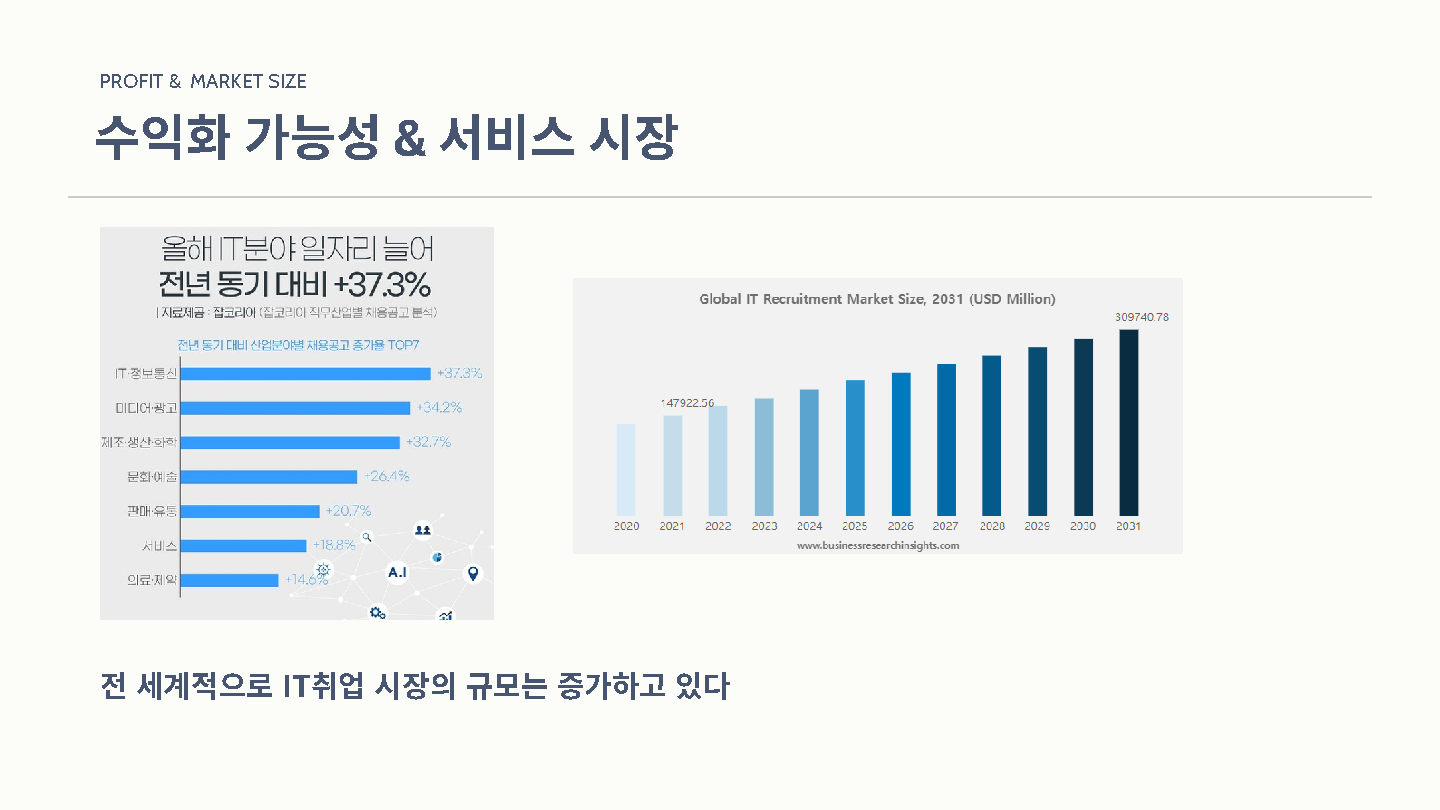 PROFIT & MARKET SIZE
수익화 가능성 & 서비스 시장
올해 IT분야 일자리 늘어
전년 동기 대비 +37.3%
| 자료제공 : 잡코리아 (잡코리아 직무산업별 채용공고 분석)
전년 동기 대비 산업분야별 채용공고 증가율 TOP7
IT·정보통신 +37.3%
미디어·광고 +34.2%
제조·생산·화학 +32.7%
문화·예술 +26.4%
판매·유통 +20.7%
서비스 +18.8%
의료·제약 +14.6%
A.I
Global IT Recruitment Market Size, 2031 (USD Million)
309740.78
147922.56
2020 2021 2022 2023 2024 2025 2026 2027 2028 2029 2030 2031
www.businessresearchinsights.com
전 세계적으로 IT취업 시장의 규모는 증가하고 있다